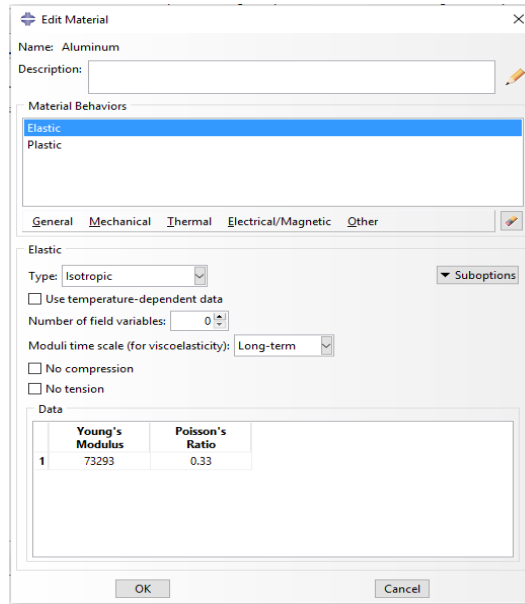 Edit Material
Name: Aluminum
Description:
Material Behaviors
Elastic
Plastic
General Mechanical Thermal Electrical/Magnetic Other
Elastic
Type: Isotropic Suboptions
Use temperature-dependent data
Number of field variables: 0
Moduli time scale (for viscoelasticity): Long-term
No compression
No tension
Data
Young's Poisson's
Modulus Ratio
1 73293 0.33
OK Cancel